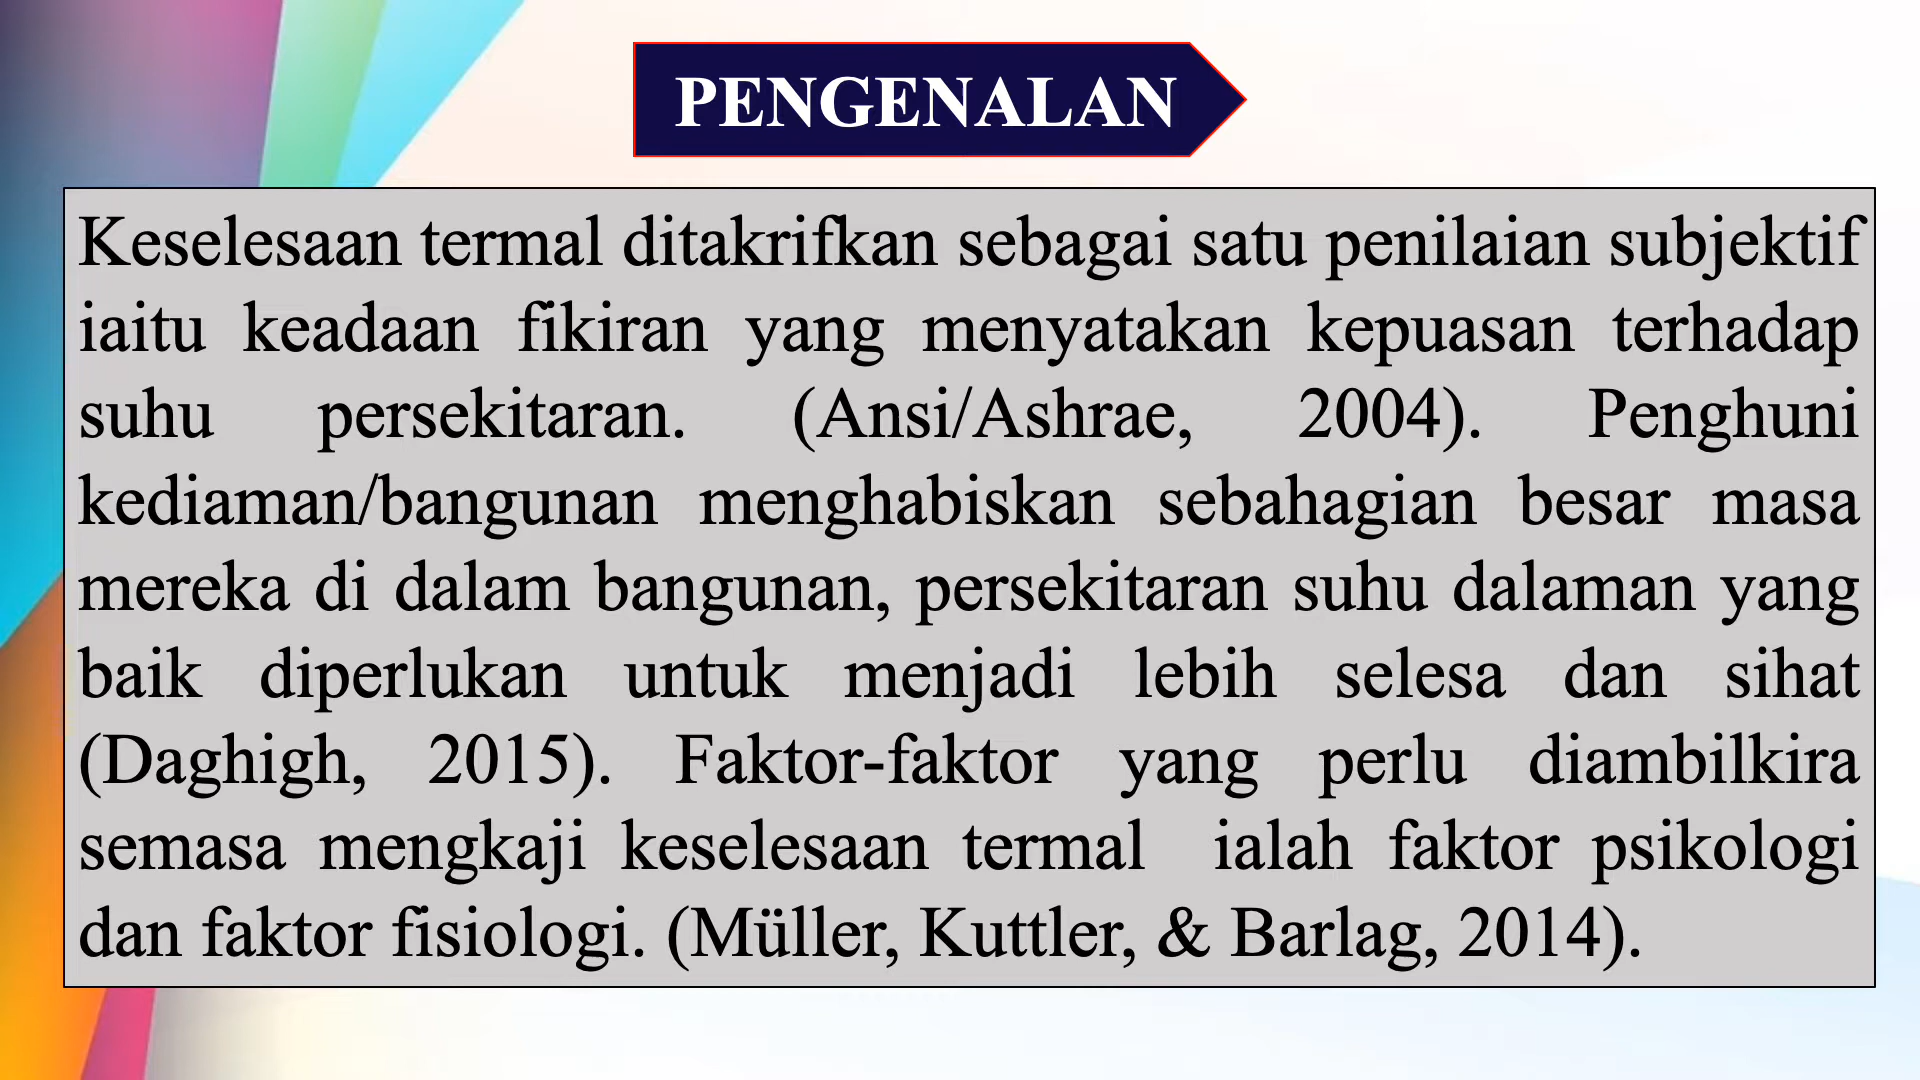 PENGENALAN
Keselesaan termal ditakrifkan sebagai satu penilaian subjektif
iaitu keadaan fikiran yang menyatakan kepuasan terhadap
suhu persekitaran. (Ansi/Ashrae, 2004). Penghuni
kediaman/bangunan menghabiskan sebahagian besar masa
mereka di dalam bangunan, persekitaran suhu dalaman yang
baik diperlukan untuk menjadi lebih selesa dan sihat
(Daghigh, 2015). Faktor-faktor yang perlu diambilkira
semasa mengkaji keselesaan termal ialah faktor psikologi
dan faktor fisiologi. (Müller, Kuttler, & Barlag, 2014).